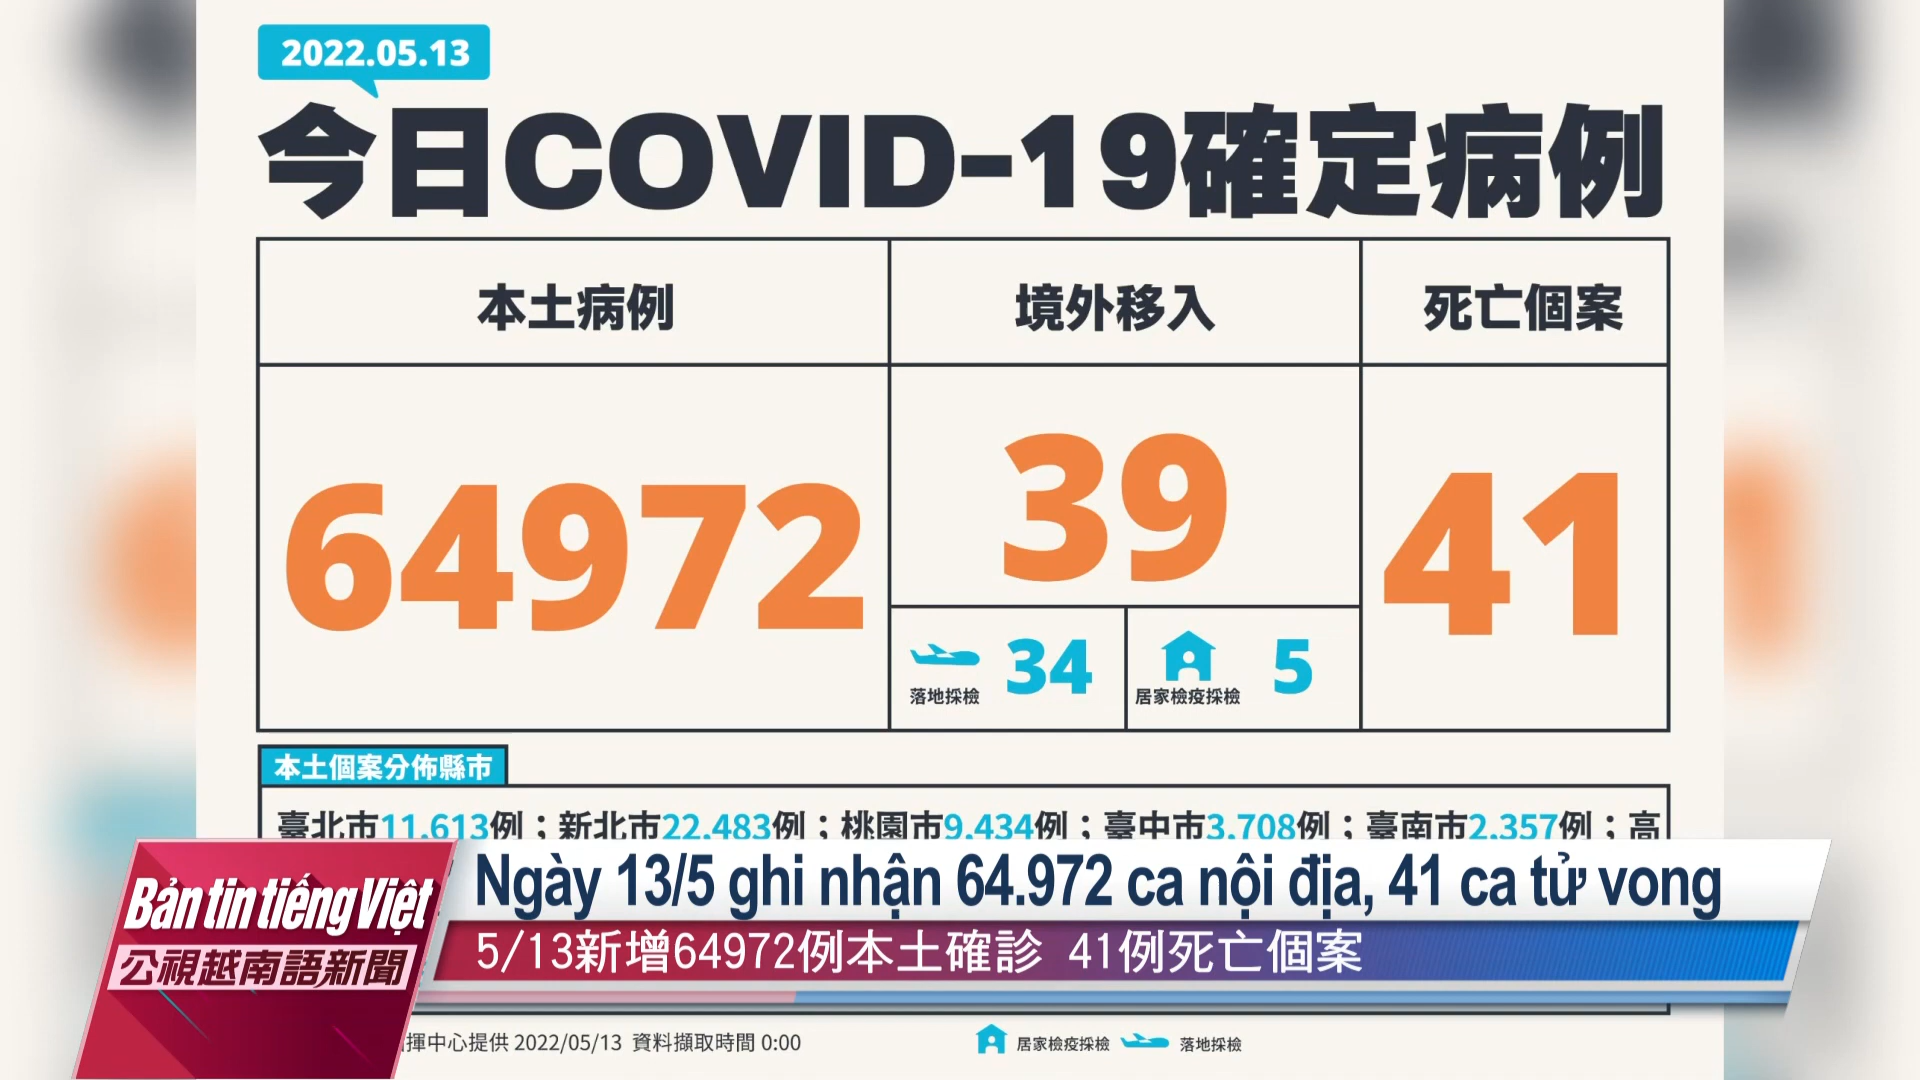 2022.05.13
今日COVID-19確定病例
本土病例
境外移入
死亡個案
64972
39
41
落地採檢
34
居家檢疫採檢
5
本土個案分佈縣市
臺北市11,613例；新北市22,483例；桃園市9,434例；臺中市3,708例；臺南市2,357例；高
Bản tin tiếng Việt
公視越南語新聞
Ngày 13/5 ghi nhận 64.972 ca nội địa, 41 ca tử vong
5/13新增64972例本土確診 41例死亡個案
揮中心提供 2022/05/13 資料擷取時間 0:00
居家檢疫採檢
落地採檢